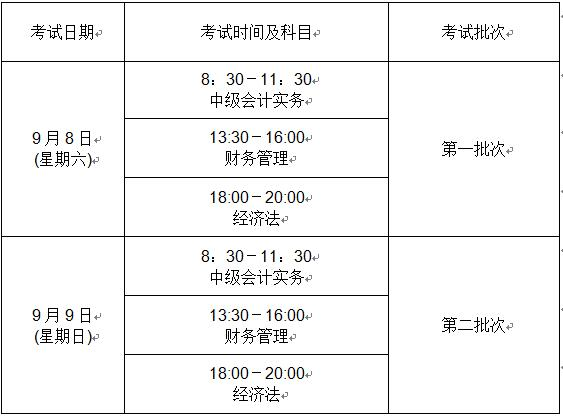 考试日期
考试时间及科目
考试批次
9月8日
(星期六)
8：30－11：30
中级会计实务
13:30－16:00
财务管理
18:00－20:00
经济法
第一批次
9月9日
(星期日)
8：30－11：30
中级会计实务
13:30－16:00
财务管理
18:00－20:00
经济法
第二批次